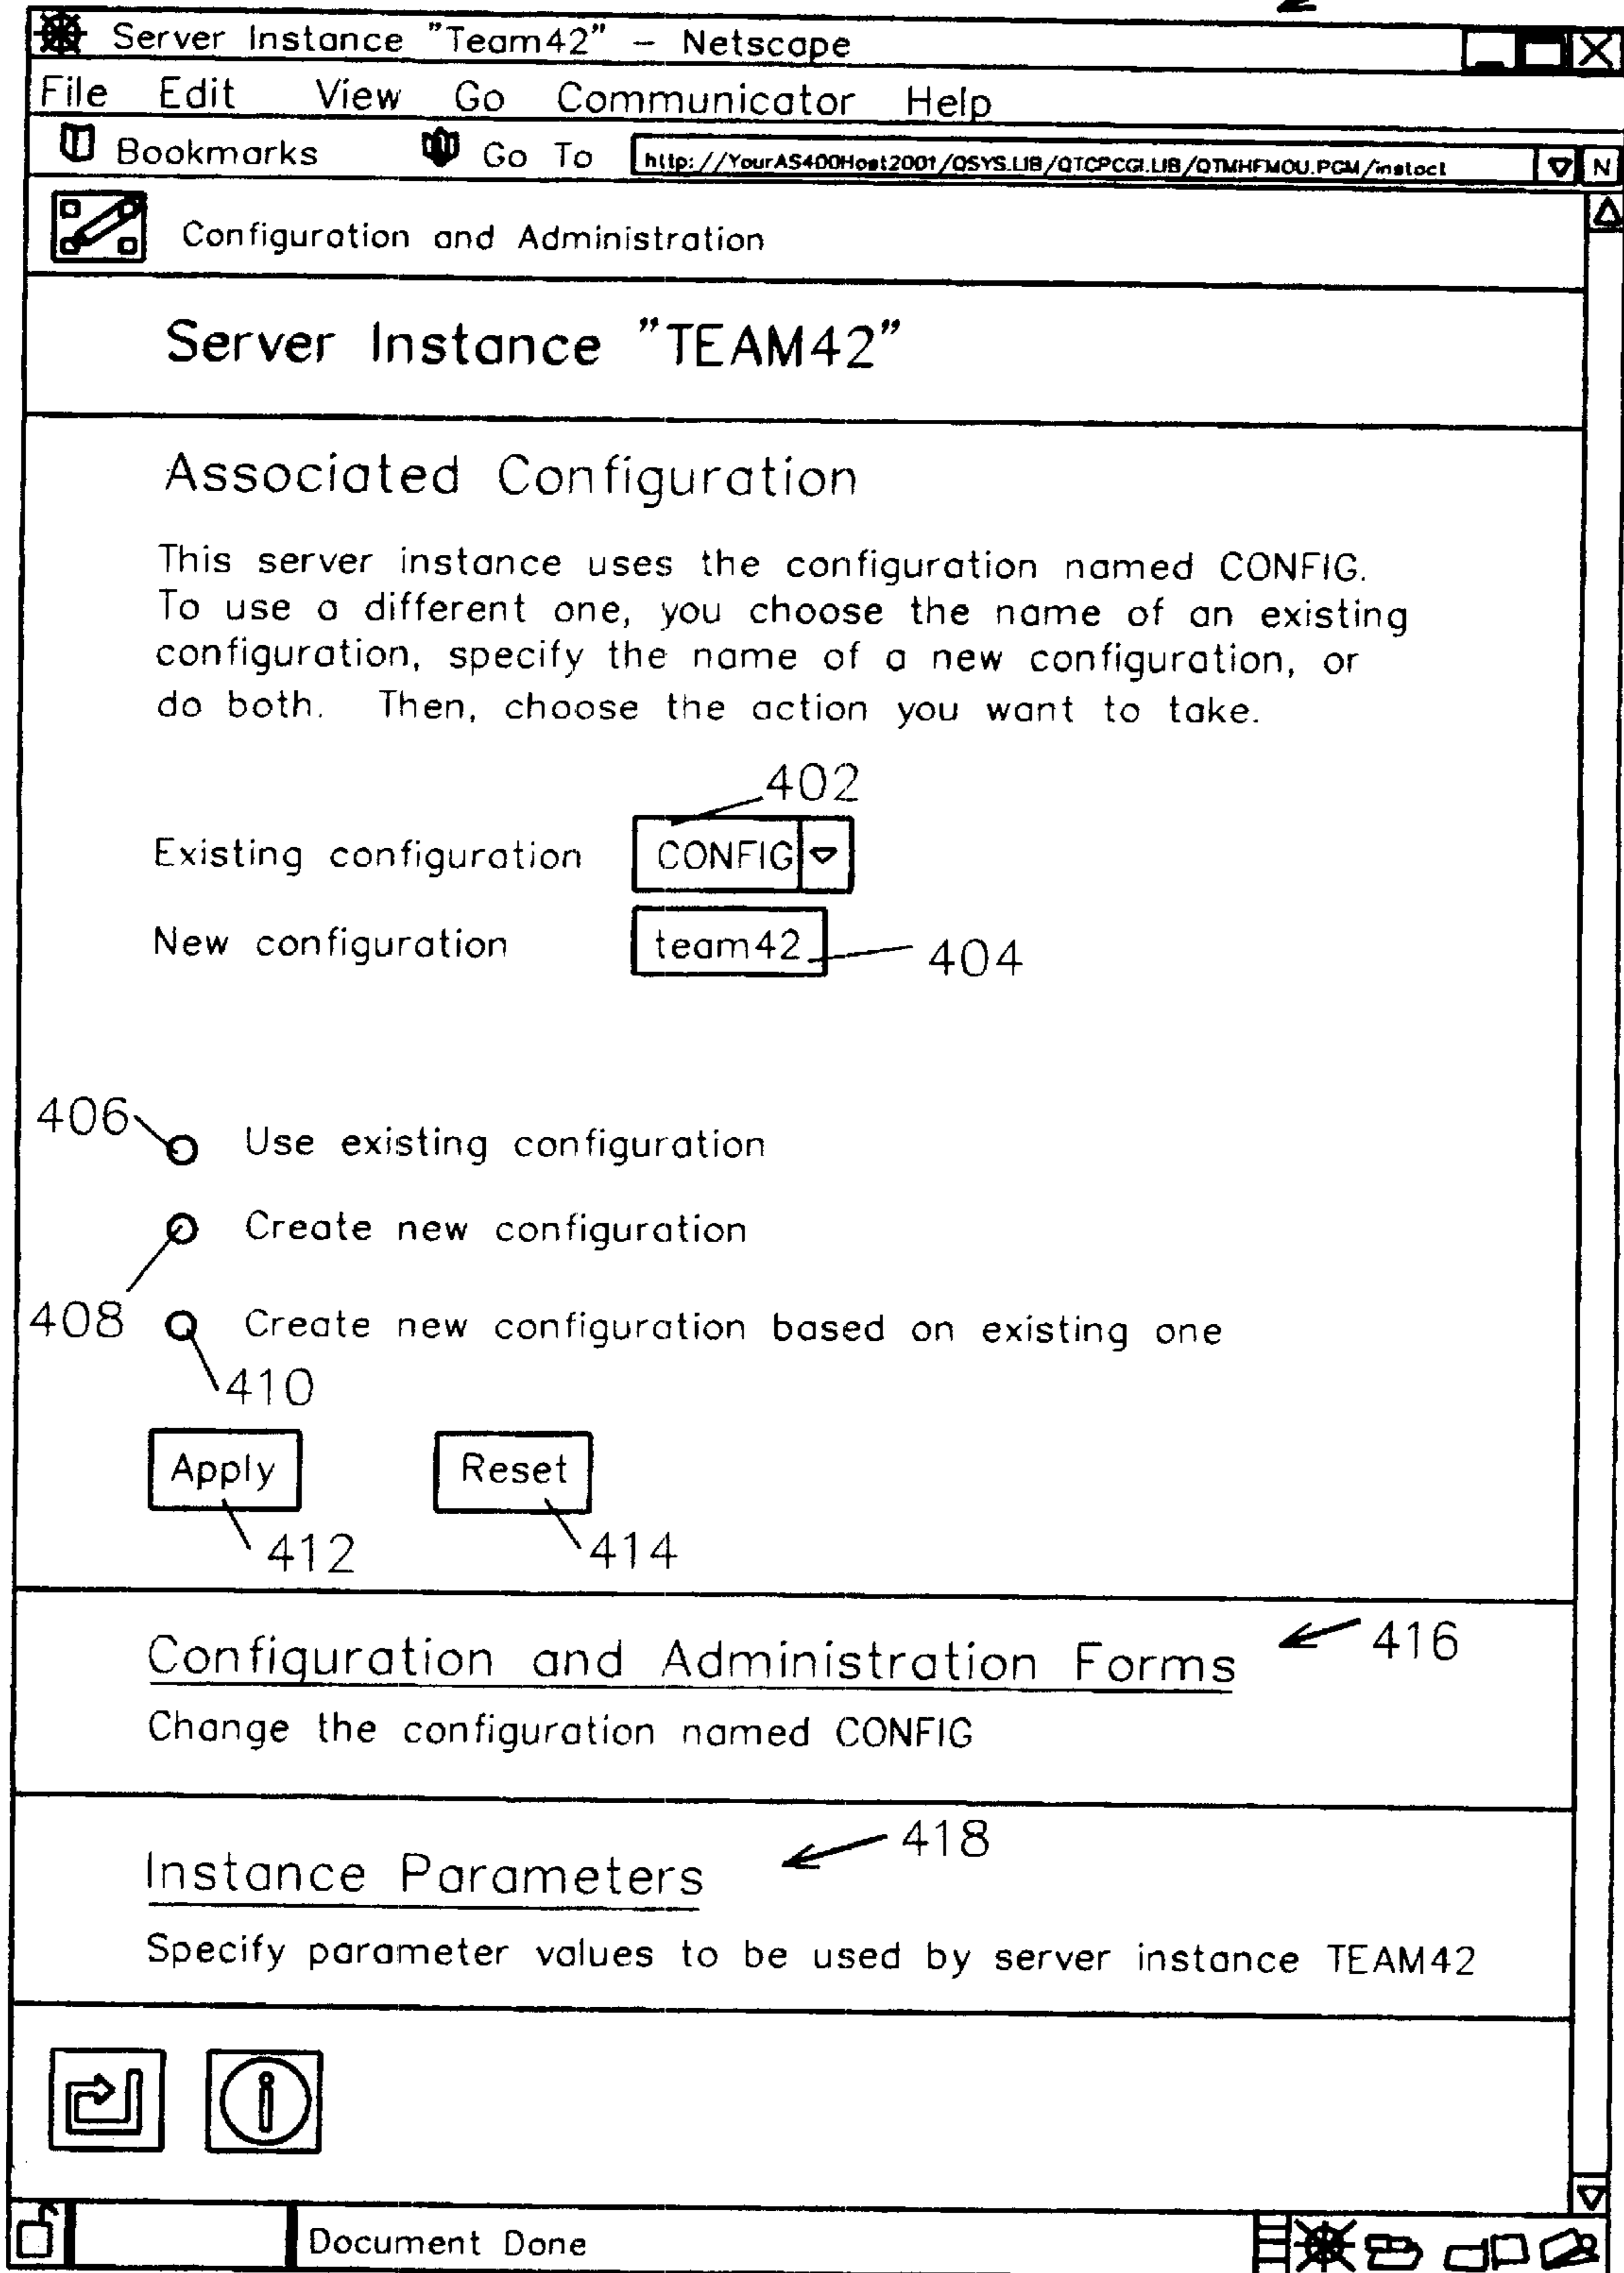 Server Instance "Team42" – Netscape
File Edit View Go Communicator Help
Bookmarks Go To http://YourAS400Host2001/QSYS.LIB/QTCPCGI.LIB/QTMHFMOU.PGM/instacl N
Configuration and Administration
Server Instance "TEAM42"
Associated Configuration
This server instance uses the configuration named CONFIG.
To use a different one, you choose the name of an existing
configuration, specify the name of a new configuration, or
do both. Then, choose the action you want to take.
402
Existing configuration CONFIG
New configuration team42 404
406 Use existing configuration
Create new configuration
408 Create new configuration based on existing one
410
Apply Reset
412 414
Configuration and Administration Forms 416
Change the configuration named CONFIG
Instance Parameters 418
Specify parameter values to be used by server instance TEAM42
i
Document Done